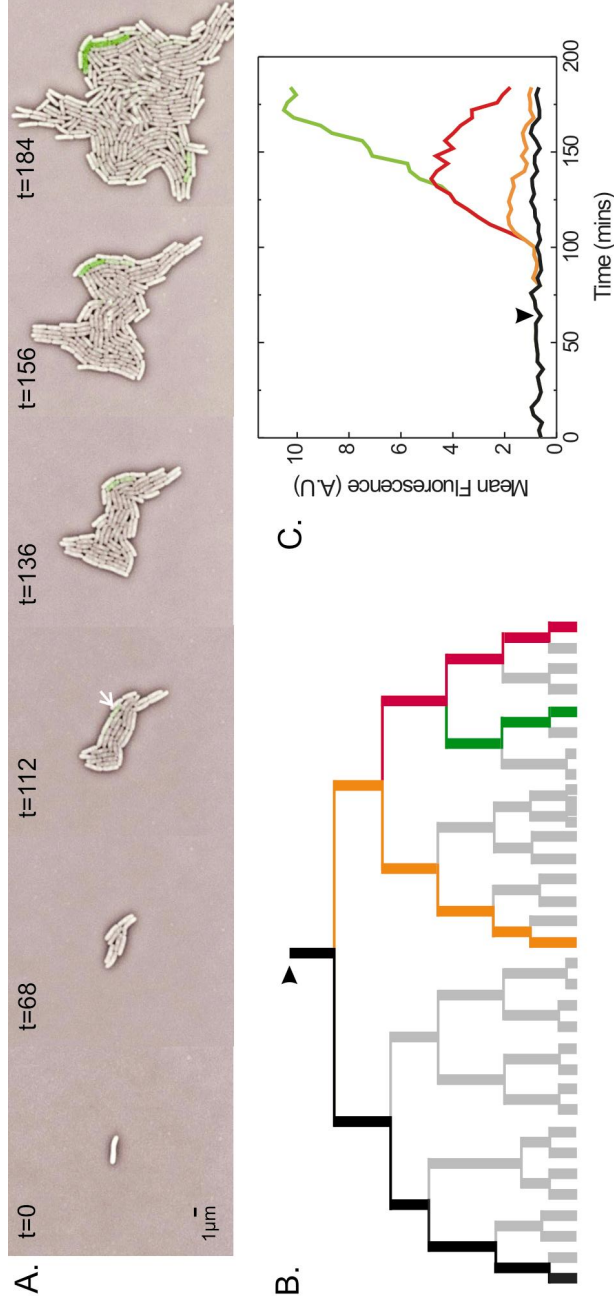 A.
t=0
t=68
t=112
t=136
t=156
t=184
1μm
B.
C.
Mean Fluorescence (A.U)
10
8
6
4
2
0
0
50
100
150
200
Time (mins)